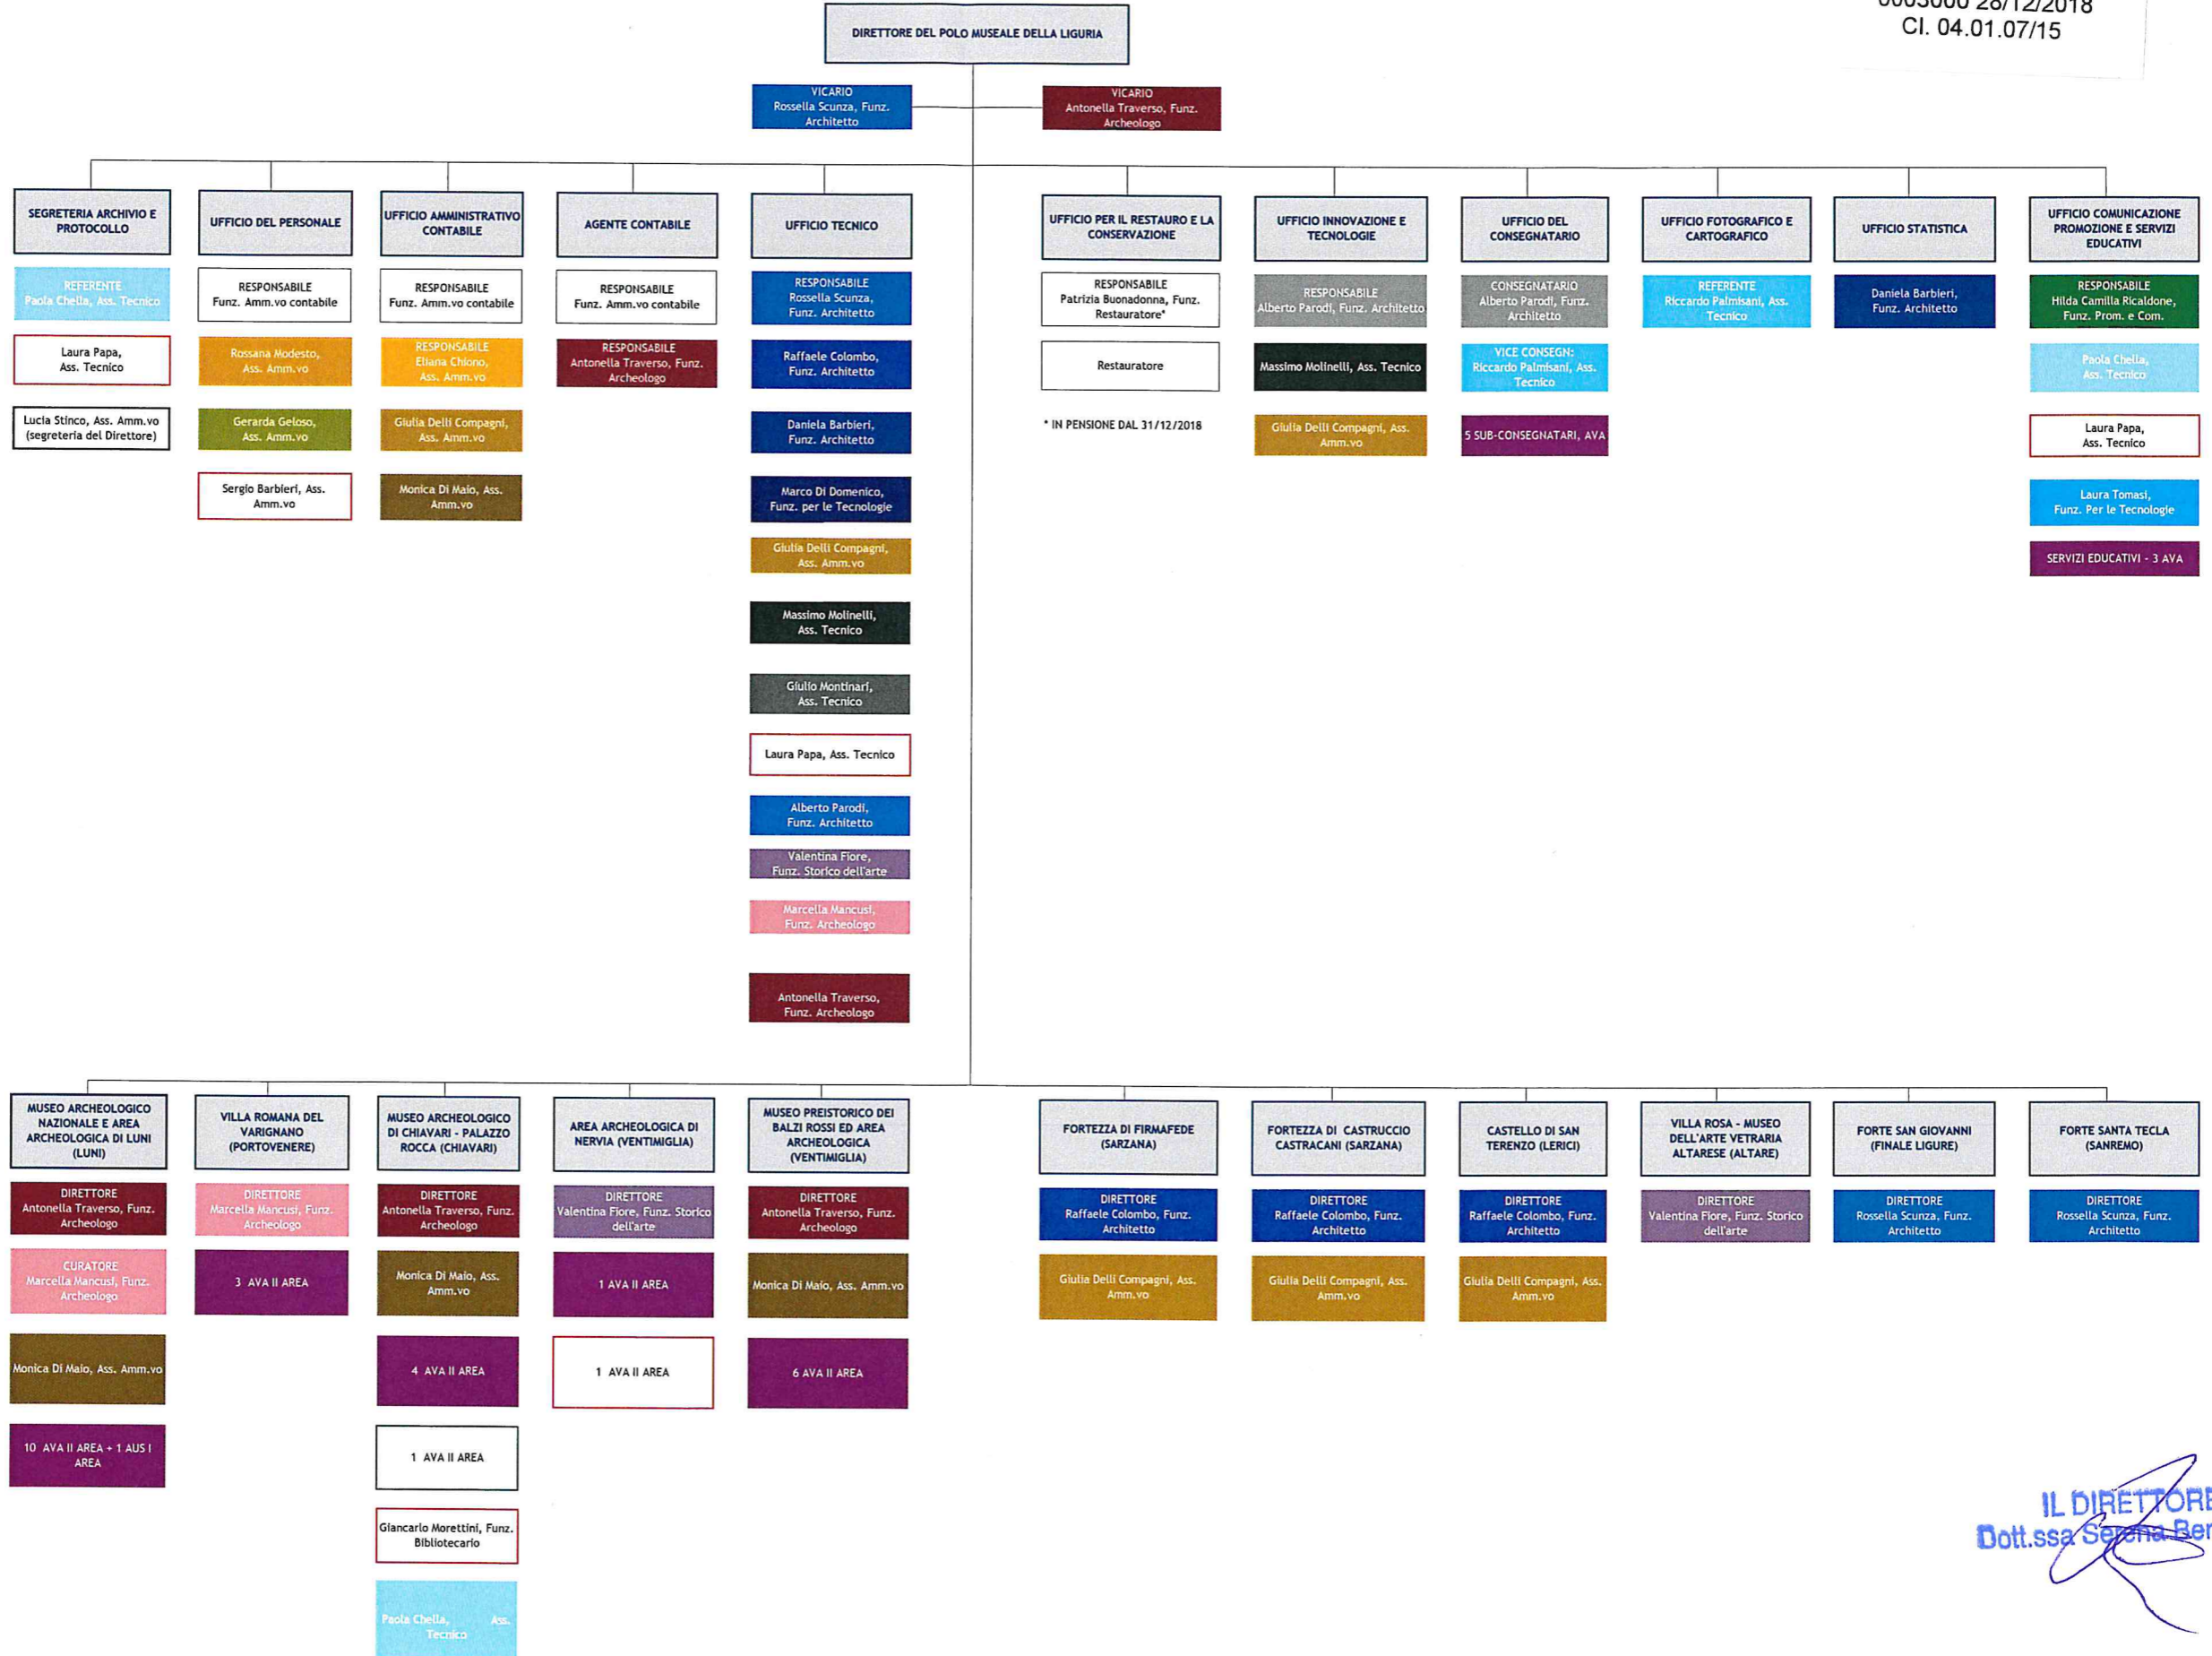 28/12/2018
Cl. 04.01.07/15
DIRETTORE DEL POLO MUSEALE DELLA LIGURIA
VICARIO
Rossella Scunza, Funz.
Architetto
VICARIO
Antonella Traverso, Funz.
Archeologo
SEGRETERIA ARCHIVIO E
PROTOCOLLO
REFERENTE
Paola Chella, Ass. Tecnico
Laura Papa,
Ass. Tecnico
Lucia Stinco, Ass. Amm.vo
(segreteria del Direttore)
UFFICIO DEL PERSONALE
RESPONSABILE
Funz. Amm.vo contabile
Rossana Modesto,
Ass. Amm.vo
Gerarda Geloso,
Ass. Amm.vo
Sergio Barbieri, Ass.
Amm.vo
UFFICIO AMMINISTRATIVO
CONTABILE
RESPONSABILE
Funz. Amm.vo contabile
RESPONSABILE
Eliana Chiono,
Ass. Amm.vo
Giulia Delli Compagni,
Ass. Amm.vo
Monica Di Maio, Ass.
Amm.vo
AGENTE CONTABILE
RESPONSABILE
Funz. Amm.vo contabile
RESPONSABILE
Antonella Traverso, Funz.
Archeologo
UFFICIO TECNICO
RESPONSABILE
Rossella Scunza,
Funz. Architetto
Raffaele Colombo,
Funz. Architetto
Daniela Barbieri,
Funz. Architetto
Marco Di Domenico,
Funz. per le Tecnologie
Giulia Delli Compagni,
Ass. Amm.vo
Massimo Molinelli,
Ass. Tecnico
Giulio Montinari,
Ass. Tecnico
Laura Papa, Ass. Tecnico
Alberto Parodi,
Funz. Architetto
Valentina Fiore,
Funz. Storico dell'arte
Marcella Mancusi,
Funz. Archeologo
Antonella Traverso,
Funz. Archeologo
UFFICIO PER IL RESTAURO E LA
CONSERVAZIONE
RESPONSABILE
Patrizia Buonadonna, Funz.
Restauratore*
Restauratore
* IN PENSIONE DAL 31/12/2018
UFFICIO INNOVAZIONE E
TECNOLOGIE
RESPONSABILE
Alberto Parodi, Funz. Architetto
Massimo Molinelli, Ass. Tecnico
Giulia Delli Compagni, Ass.
Amm.vo
UFFICIO DEL
CONSEGNATARIO
CONSEGNATARIO
Alberto Parodi, Funz.
Architetto
VICE CONSEGN:
Riccardo Palmisani, Ass.
Tecnico
5 SUB-CONSEGNATARI, AVA
UFFICIO FOTOGRAFICO E
CARTOGRAFICO
REFERENTE
Riccardo Palmisani, Ass.
Tecnico
UFFICIO STATISTICA
Daniela Barbieri,
Funz. Architetto
UFFICIO COMUNICAZIONE
PROMOZIONE E SERVIZI
EDUCATIVI
RESPONSABILE
Hilda Camilla Ricaldone,
Funz. Prom. e Com.
Paola Chella,
Ass. Tecnico
Laura Papa,
Ass. Tecnico
Laura Tomasi,
Funz. Per le Tecnologie
SERVIZI EDUCATIVI - 3 AVA
MUSEO ARCHEOLOGICO
NAZIONALE E AREA
ARCHEOLOGICA DI LUNI
(LUNI)
DIRETTORE
Antonella Traverso, Funz.
Archeologo
CURATORE
Marcella Mancusi, Funz.
Archeologo
Monica Di Maio, Ass. Amm.vo
10 AVA II AREA + 1 AUS I
AREA
VILLA ROMANA DEL
VARIGNANO
(PORTOVENERE)
DIRETTORE
Marcella Mancusi, Funz.
Archeologo
3 AVA II AREA
MUSEO ARCHEOLOGICO
DI CHIAVARI - PALAZZO
ROCCA (CHIAVARI)
DIRETTORE
Antonella Traverso, Funz.
Archeologo
Monica Di Maio, Ass.
Amm.vo
4 AVA II AREA
1 AVA II AREA
Giancarlo Morettini, Funz.
Bibliotecario
Paola Chella, Ass.
Tecnico
AREA ARCHEOLOGICA DI
NERVIA (VENTIMIGLIA)
DIRETTORE
Valentina Fiore, Funz. Storico
dell'arte
1 AVA II AREA
1 AVA II AREA
MUSEO PREISTORICO DEI
BALZI ROSSI ED AREA
ARCHEOLOGICA
(VENTIMIGLIA)
DIRETTORE
Antonella Traverso, Funz.
Archeologo
Monica Di Maio, Ass. Amm.vo
6 AVA II AREA
FORTEZZA DI FIRMAFEDE
(SARZANA)
DIRETTORE
Raffaele Colombo, Funz.
Architetto
Giulia Delli Compagni, Ass.
Amm.vo
FORTEZZA DI CASTRUCCIO
CASTRACANI (SARZANA)
DIRETTORE
Raffaele Colombo, Funz.
Architetto
Giulia Delli Compagni, Ass.
Amm.vo
CASTELLO DI SAN
TERENZO (LERICI)
DIRETTORE
Raffaele Colombo, Funz.
Architetto
Giulia Delli Compagni, Ass.
Amm.vo
VILLA ROSA - MUSEO
DELL'ARTE VETRARIA
ALTARESE (ALTARE)
DIRETTORE
Valentina Fiore, Funz. Storico
dell'arte
FORTE SAN GIOVANNI
(FINALE LIGURE)
DIRETTORE
Rossella Scunza, Funz.
Architetto
FORTE SANTA TECLA
(SANREMO)
DIRETTORE
Rossella Scunza, Funz.
Architetto
IL DIRETTORE
Dott.ssa Serena Ber